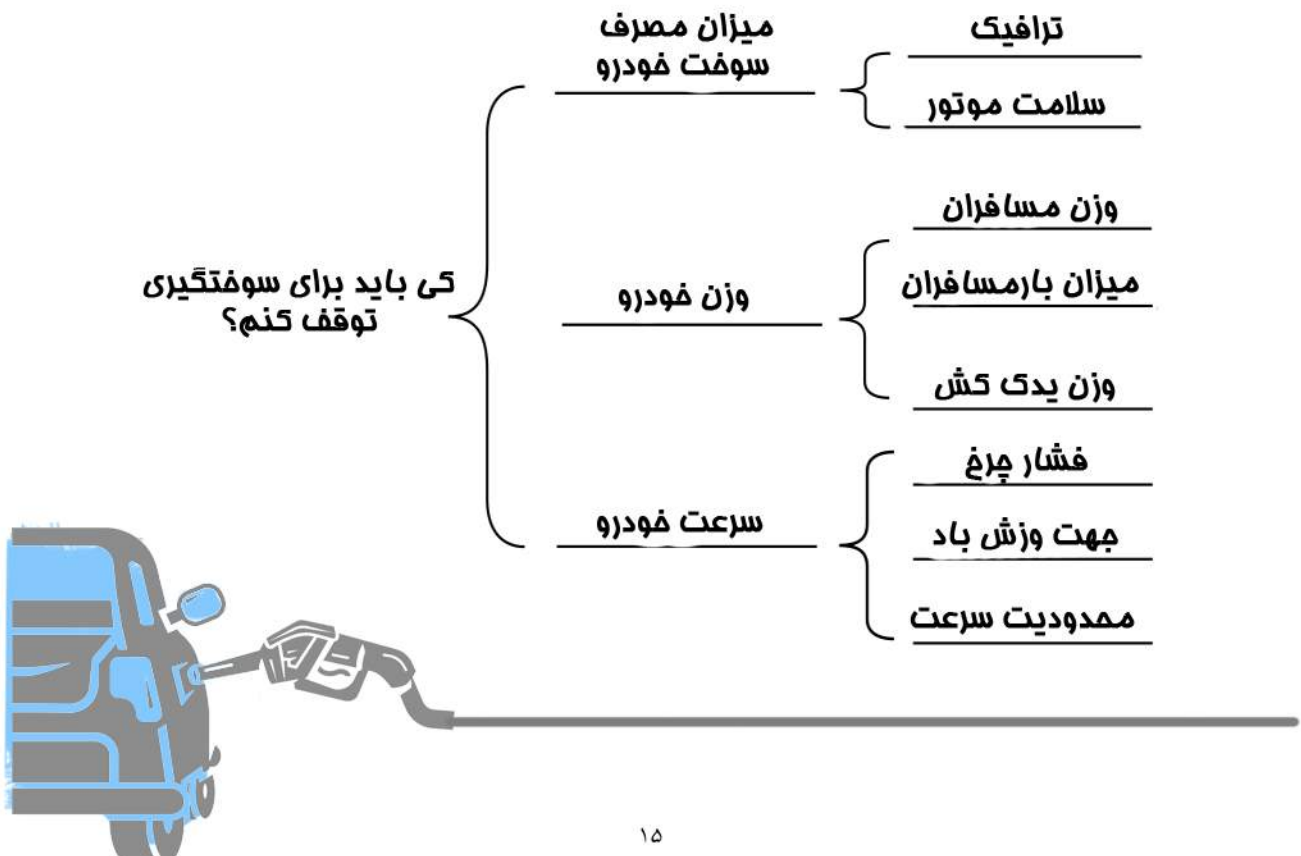 میزان مصرف
سوخت خودرو
ترافیک
سلامت موتور
کی باید برای سوختگیری
توقف کنم؟
وزن خودرو
وزن مسافران
میزان بارمسافران
وزن یدک کش
سرعت خودرو
فشار چرخ
جهت وزش باد
محدودیت سرعت
۱۵